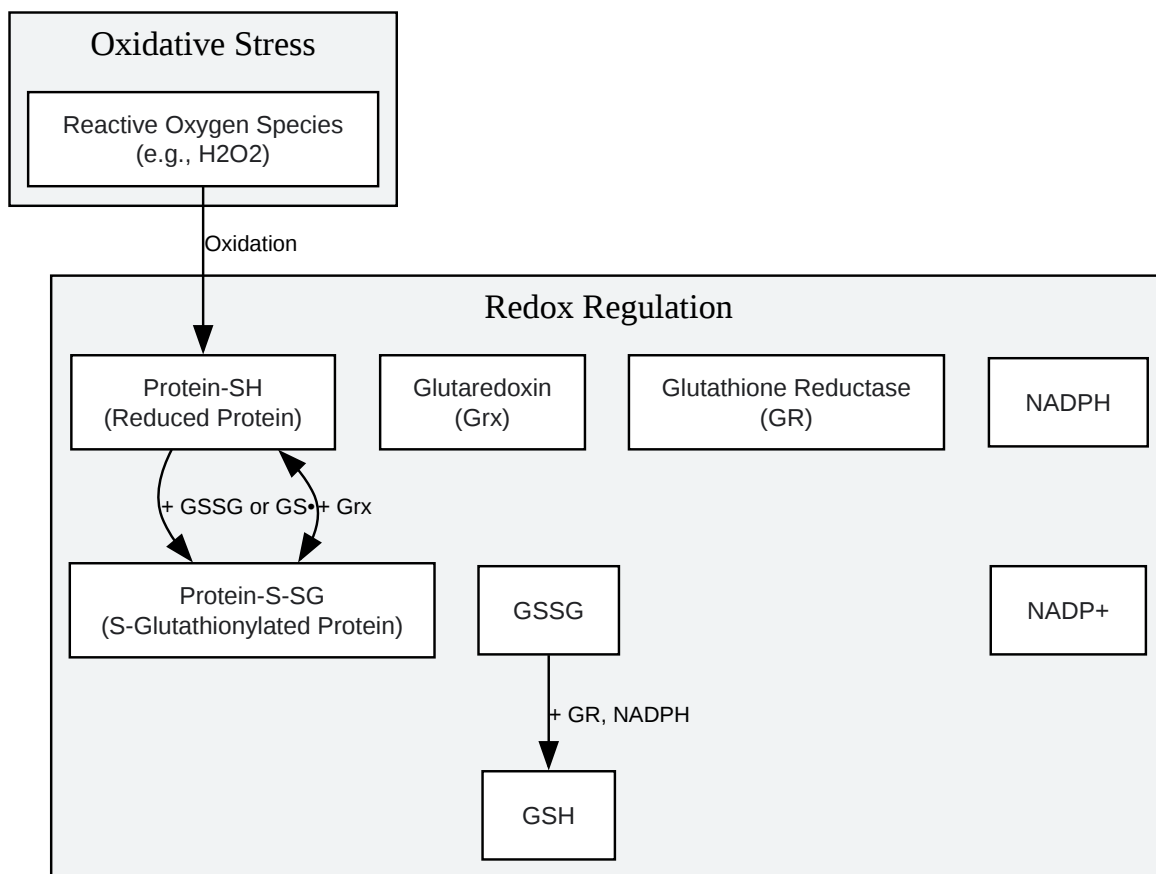 Oxidative Stress
Reactive Oxygen Species
(e.g., H2O2)
Oxidation
Redox Regulation
Protein-SH
(Reduced Protein)
Glutaredoxin
(Grx)
Glutathione Reductase
(GR)
NADPH
+ GSSG or GS•
+ Grx
Protein-S-SG
(S-Glutathionylated Protein)
GSSG
NADP+
+ GR, NADPH
GSH